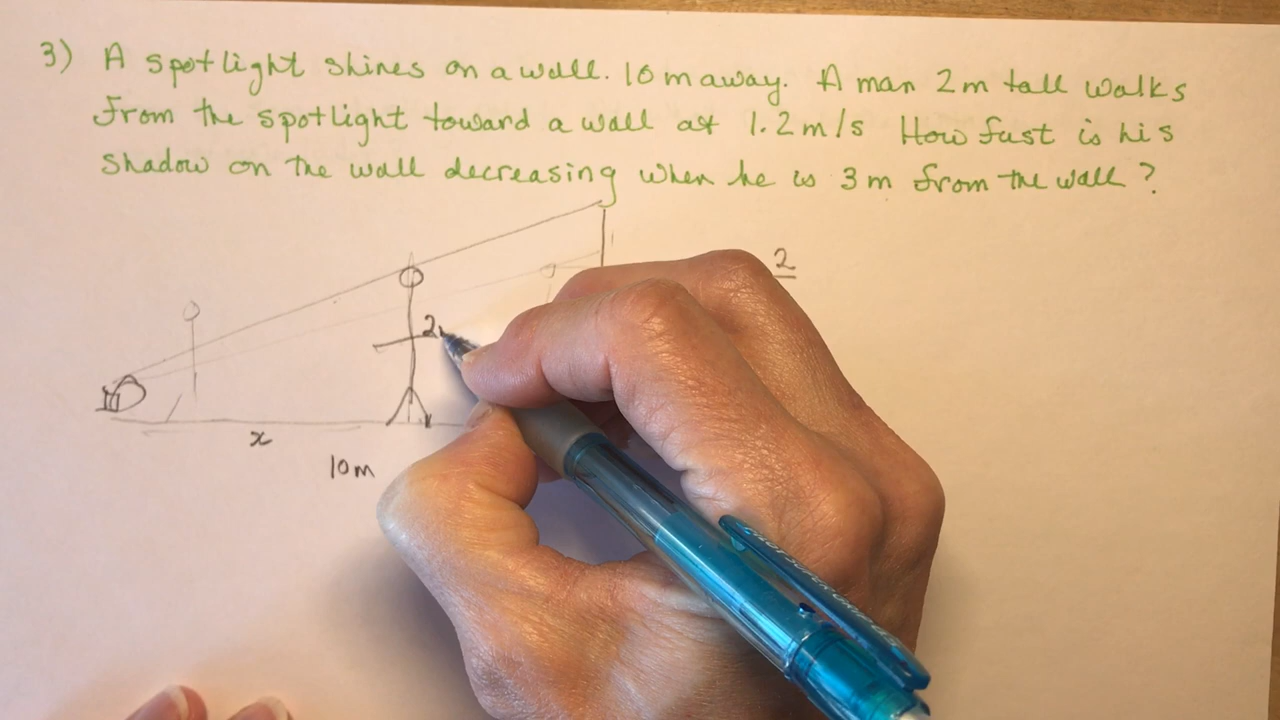 3) A spotlight shines on a wall. 10 m away. A man 2 m tall walks
from the spotlight toward a wall at 1.2 m/s How fast is his
shadow on the wall decreasing when he is 3 m from the wall?
2
2
x
10 m